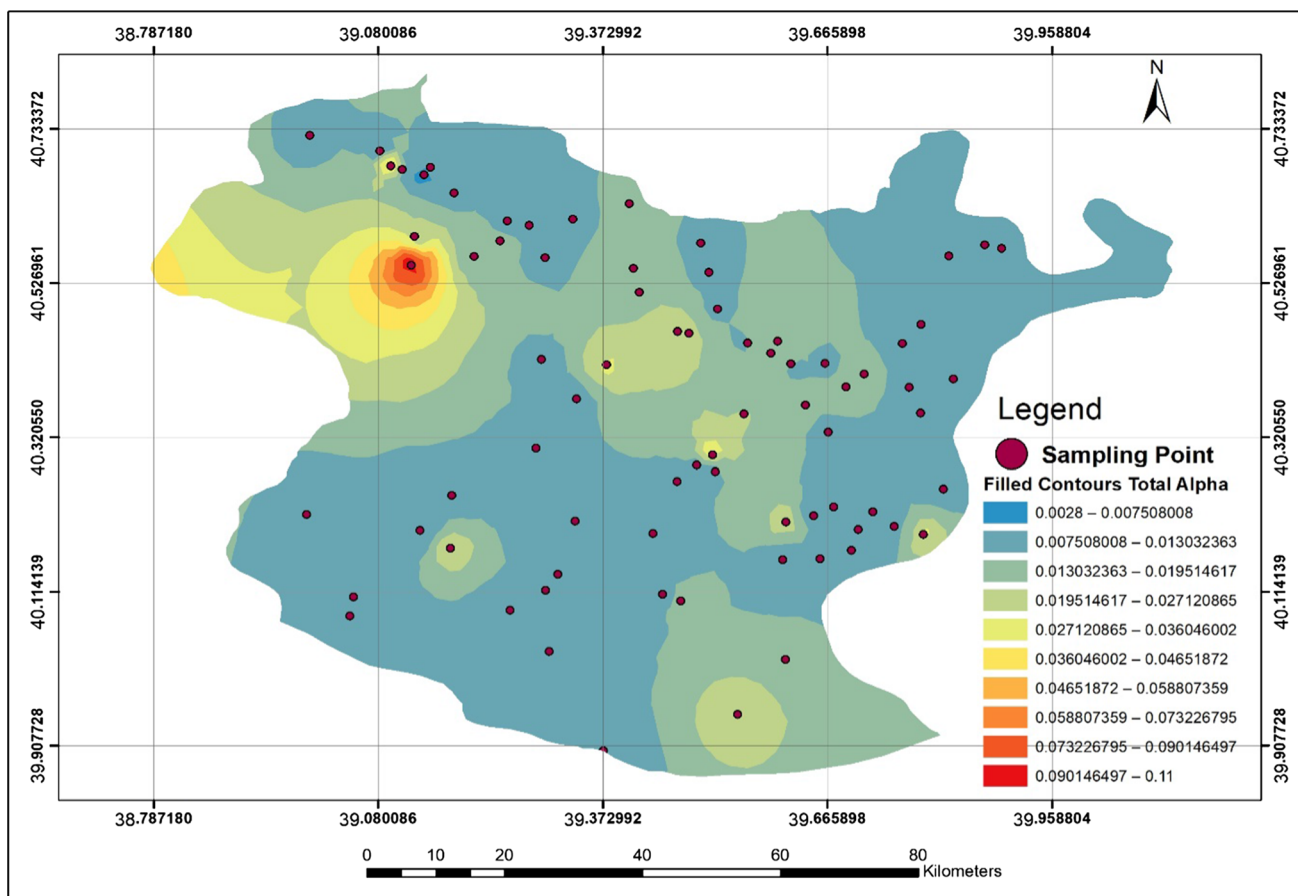 38.787180 39.080086 39.372992 39.665898 39.958804
40.733372 40.733372
N
40.526961 40.526961
40.320550 40.320550
40.114139 40.114139
39.907728 39.907728
Legend
Sampling Point
Filled Contours Total Alpha
0.0028 – 0.007508008
0.007508008 – 0.013032363
0.013032363 – 0.019514617
0.019514617 – 0.027120865
0.027120865 – 0.036046002
0.036046002 – 0.04651872
0.04651872 – 0.058807359
0.058807359 – 0.073226795
0.073226795 – 0.090146497
0.090146497 – 0.11
38.787180 39.080086 39.372992 39.665898 39.958804
0 10 20 40 60 80
Kilometers